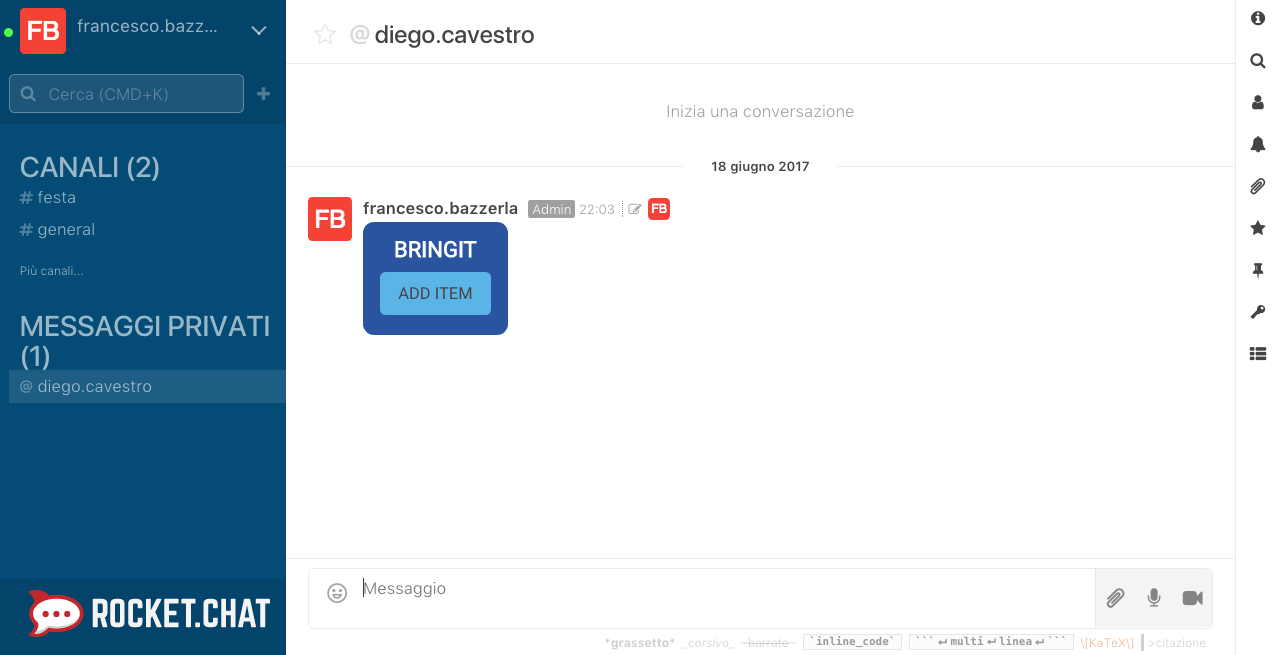 FB francesco.bazz...
Cerca (CMD+K)
CANALI (2)
# festa
# general
Più canali...
MESSAGGI PRIVATI
(1)
@ diego.cavestro
ROCKET.CHAT
@ diego.cavestro
Inizia una conversazione
18 giugno 2017
FB francesco.bazzerla Admin 22:03 FB
BRINGIT
ADD ITEM
Messaggio
*grassetto* _corsivo_ ~barrato~ `inline_code` ```↵multi↵linea↵``` \[KaTeX\] >citazione